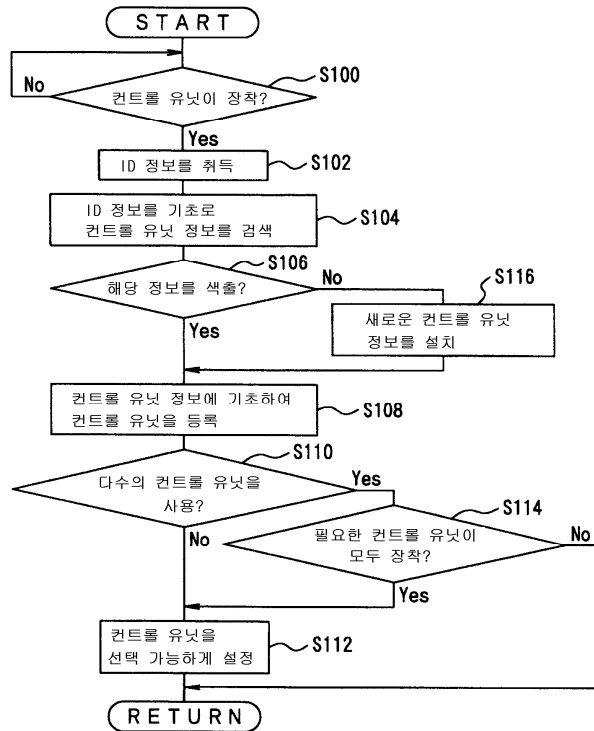 START
S100
No
컨트롤 유닛이 장착?
Yes
ID 정보를 취득
S102
ID 정보를 기초로
컨트롤 유닛 정보를 검색
S104
S106
해당 정보를 색출?
No
S116
Yes
새로운 컨트롤 유닛
정보를 설치
컨트롤 유닛 정보에 기초하여
컨트롤 유닛을 등록
S108
S110
다수의 컨트롤 유닛을
사용?
Yes
S114
No
필요한 컨트롤 유닛이
모두 장착?
No
Yes
컨트롤 유닛을
선택 가능하게 설정
S112
RETURN